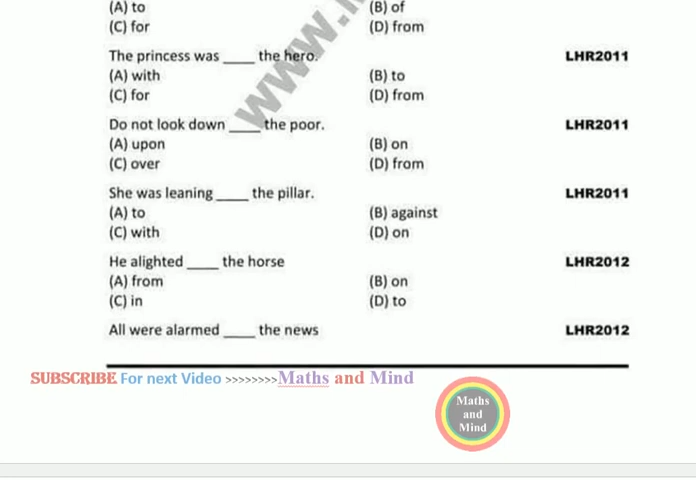 (A) to (B) of
(C) for (D) from
The princess was ____ the hero. LHR2011
(A) with (B) to
(C) for (D) from
Do not look down ____ the poor. LHR2011
(A) upon (B) on
(C) over (D) from
She was leaning ____ the pillar. LHR2011
(A) to (B) against
(C) with (D) on
He alighted ____ the horse LHR2012
(A) from (B) on
(C) in (D) to
All were alarmed ____ the news LHR2012
SUBSCRIBE For next Video >>>>>>>>Maths and Mind
Maths
and
Mind
www.